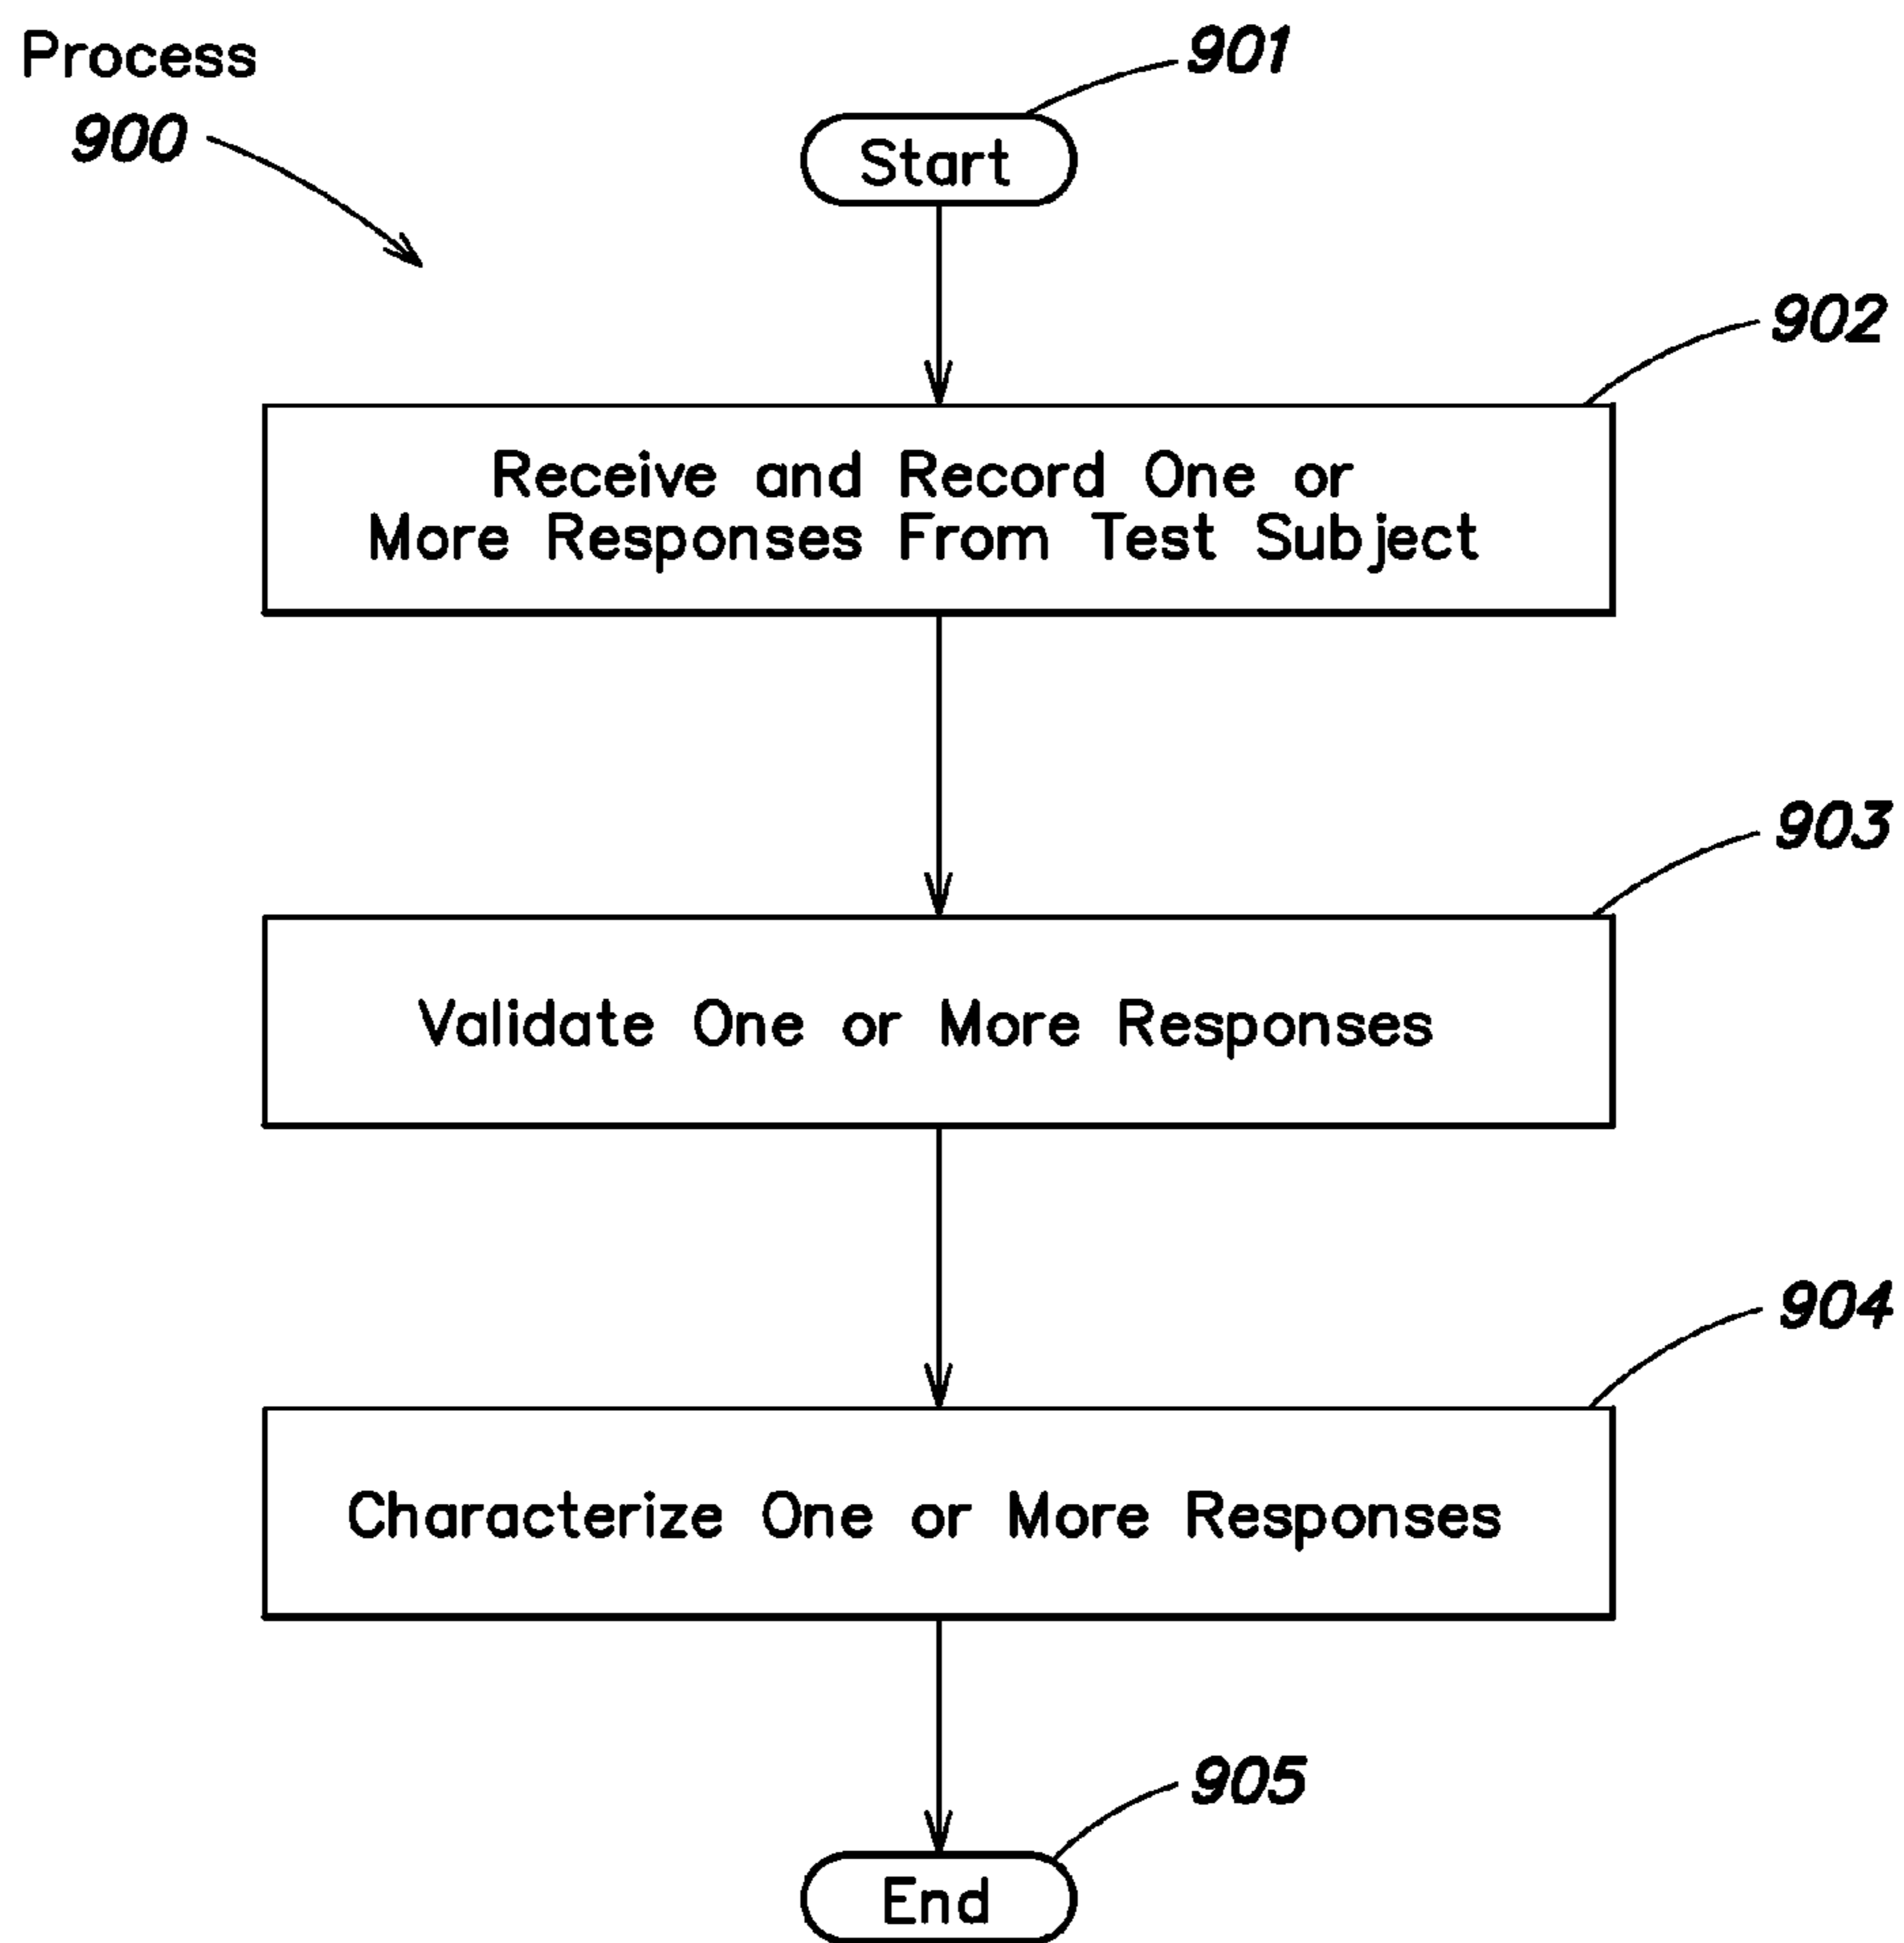 Process
900
901
Start
902
Receive and Record One or
More Responses From Test Subject
903
Validate One or More Responses
904
Characterize One or More Responses
905
End